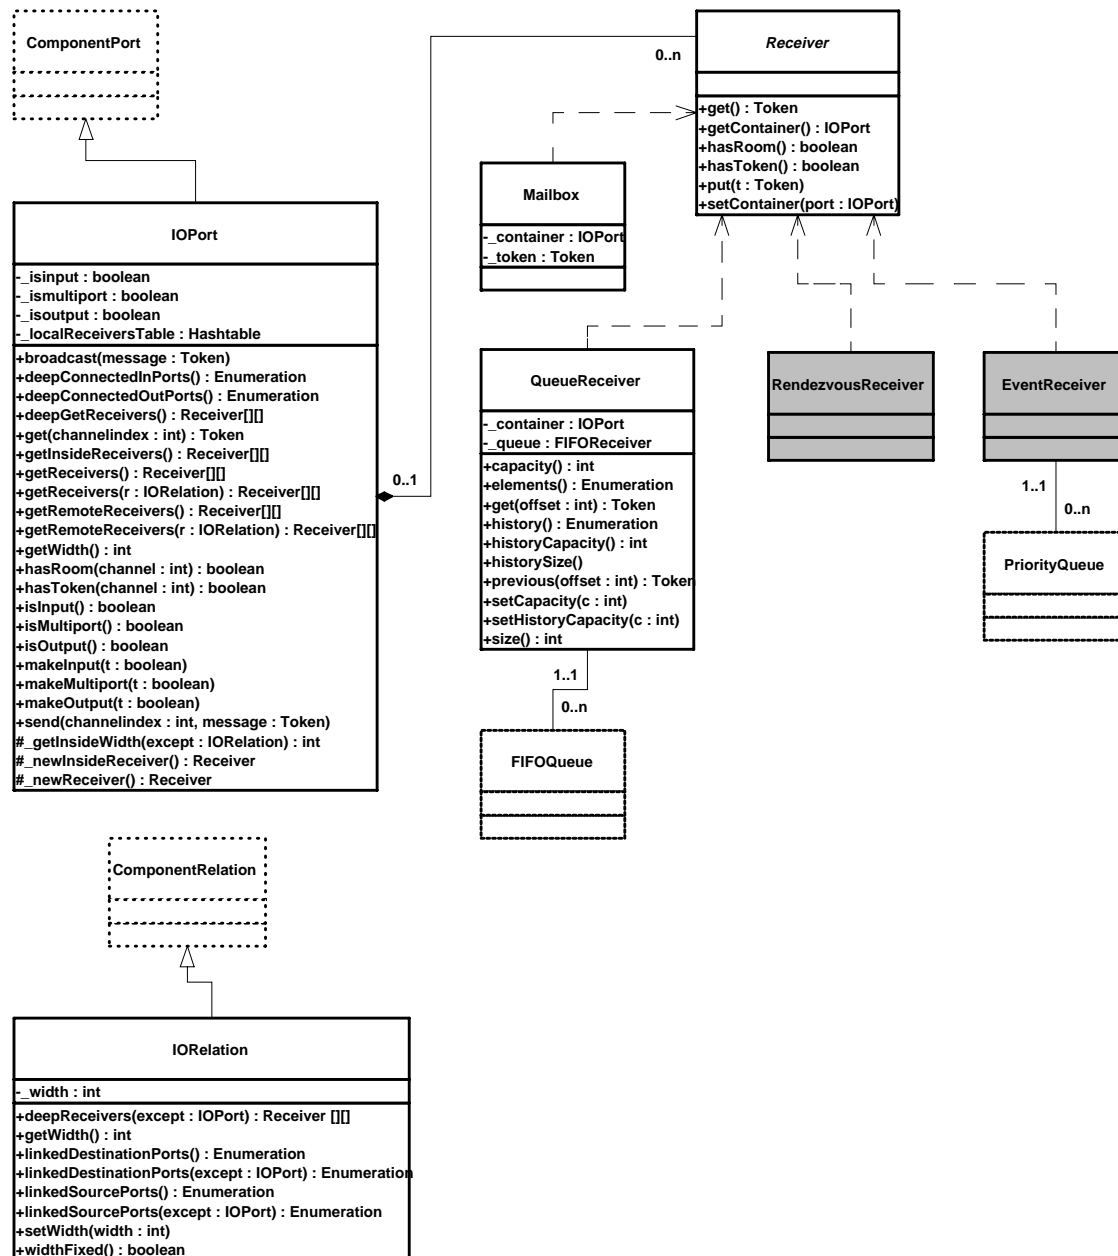 ComponentPort
IOPort
-_isinput : boolean
-_ismultiport : boolean
-_isoutput : boolean
-_localReceiversTable : Hashtable
+broadcast(message : Token)
+deepConnectedInPorts() : Enumeration
+deepConnectedOutPorts() : Enumeration
+deepGetReceivers() : Receiver[][]
+get(channelindex : int) : Token
+getInsideReceivers() : Receiver[][]
+getReceivers() : Receiver[][]
+getReceivers(r : IORelation) : Receiver[][]
+getRemoteReceivers() : Receiver[][]
+getRemoteReceivers(r : IORelation) : Receiver[][]
+getWidth() : int
+hasRoom(channel : int) : boolean
+hasToken(channel : int) : boolean
+isInput() : boolean
+isMultiport() : boolean
+isOutput() : boolean
+makeInput(t : boolean)
+makeMultiport(t : boolean)
+makeOutput(t : boolean)
+send(channelindex : int, message : Token)
#_getInsideWidth(except : IORelation) : int
#_newInsideReceiver() : Receiver
#_newReceiver() : Receiver
0..1
0..n
Receiver
+get() : Token
+getContainer() : IOPort
+hasRoom() : boolean
+hasToken() : boolean
+put(t : Token)
+setContainer(port : IOPort)
Mailbox
-_container : IOPort
-_token : Token
QueueReceiver
-_container : IOPort
-_queue : FIFOReceiver
+capacity() : int
+elements() : Enumeration
+get(offset : int) : Token
+history() : Enumeration
+historyCapacity() : int
+historySize()
+previous(offset : int) : Token
+setCapacity(c : int)
+setHistoryCapacity(c : int)
+size() : int
1..1
0..n
FIFOQueue
RendezvousReceiver
EventReceiver
1..1
0..n
PriorityQueue
ComponentRelation
IORelation
-_width : int
+deepReceivers(except : IOPort) : Receiver [][]
+getWidth() : int
+linkedDestinationPorts() : Enumeration
+linkedDestinationPorts(except : IOPort) : Enumeration
+linkedSourcePorts() : Enumeration
+linkedSourcePorts(except : IOPort) : Enumeration
+setWidth(width : int)
+widthFixed() : boolean